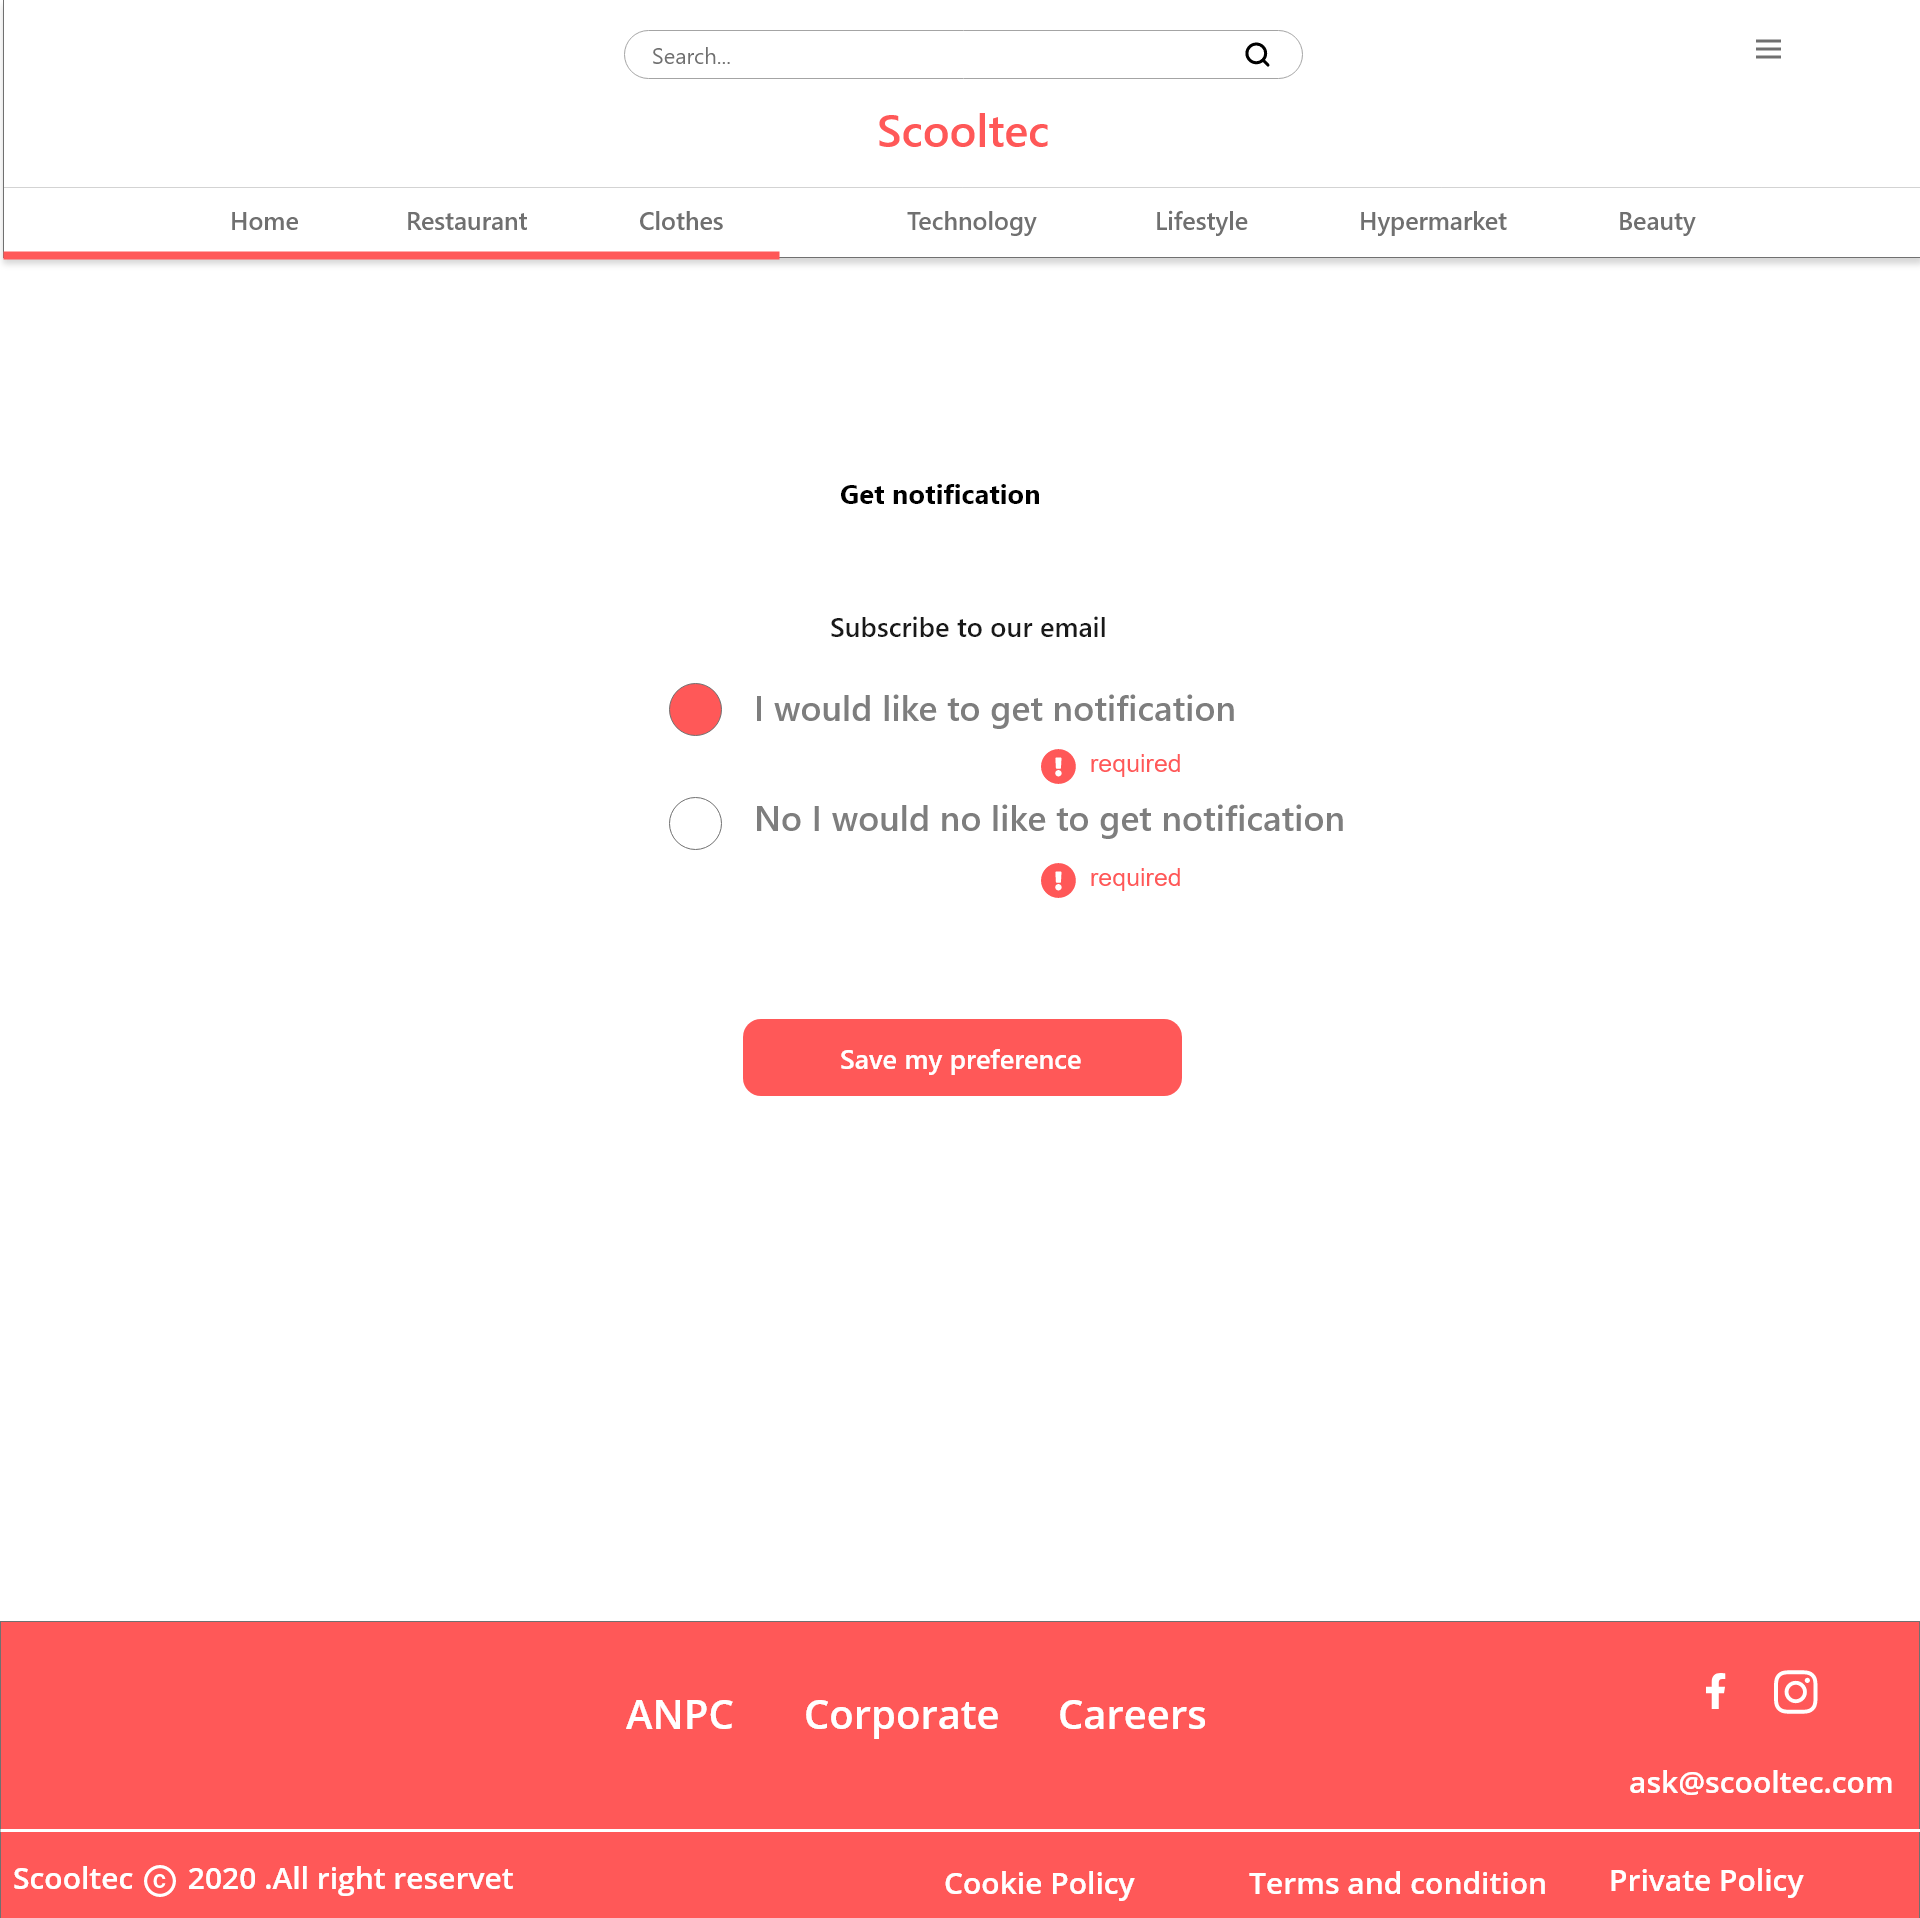 Search...
Scooltec
Home Restaurant Clothes Technology Lifestyle Hypermarket Beauty
Get notification
Subscribe to our email
I would like to get notification
required
No I would no like to get notification
required
Save my preference
ANPC Corporate Careers
ask@scooltec.com
Scooltec © 2020 .All right reservet Cookie Policy Terms and condition Private Policy